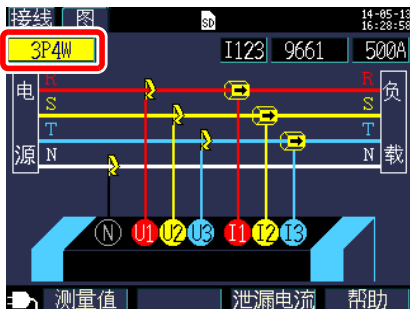 接线 图 SD 14-05-13
16:28:58
3P4W I123 9661 500A
电 R R 负
S S
T T
源 N N 载
N U1 U2 U3 I1 I2 I3
测量值 泄漏电流 帮助